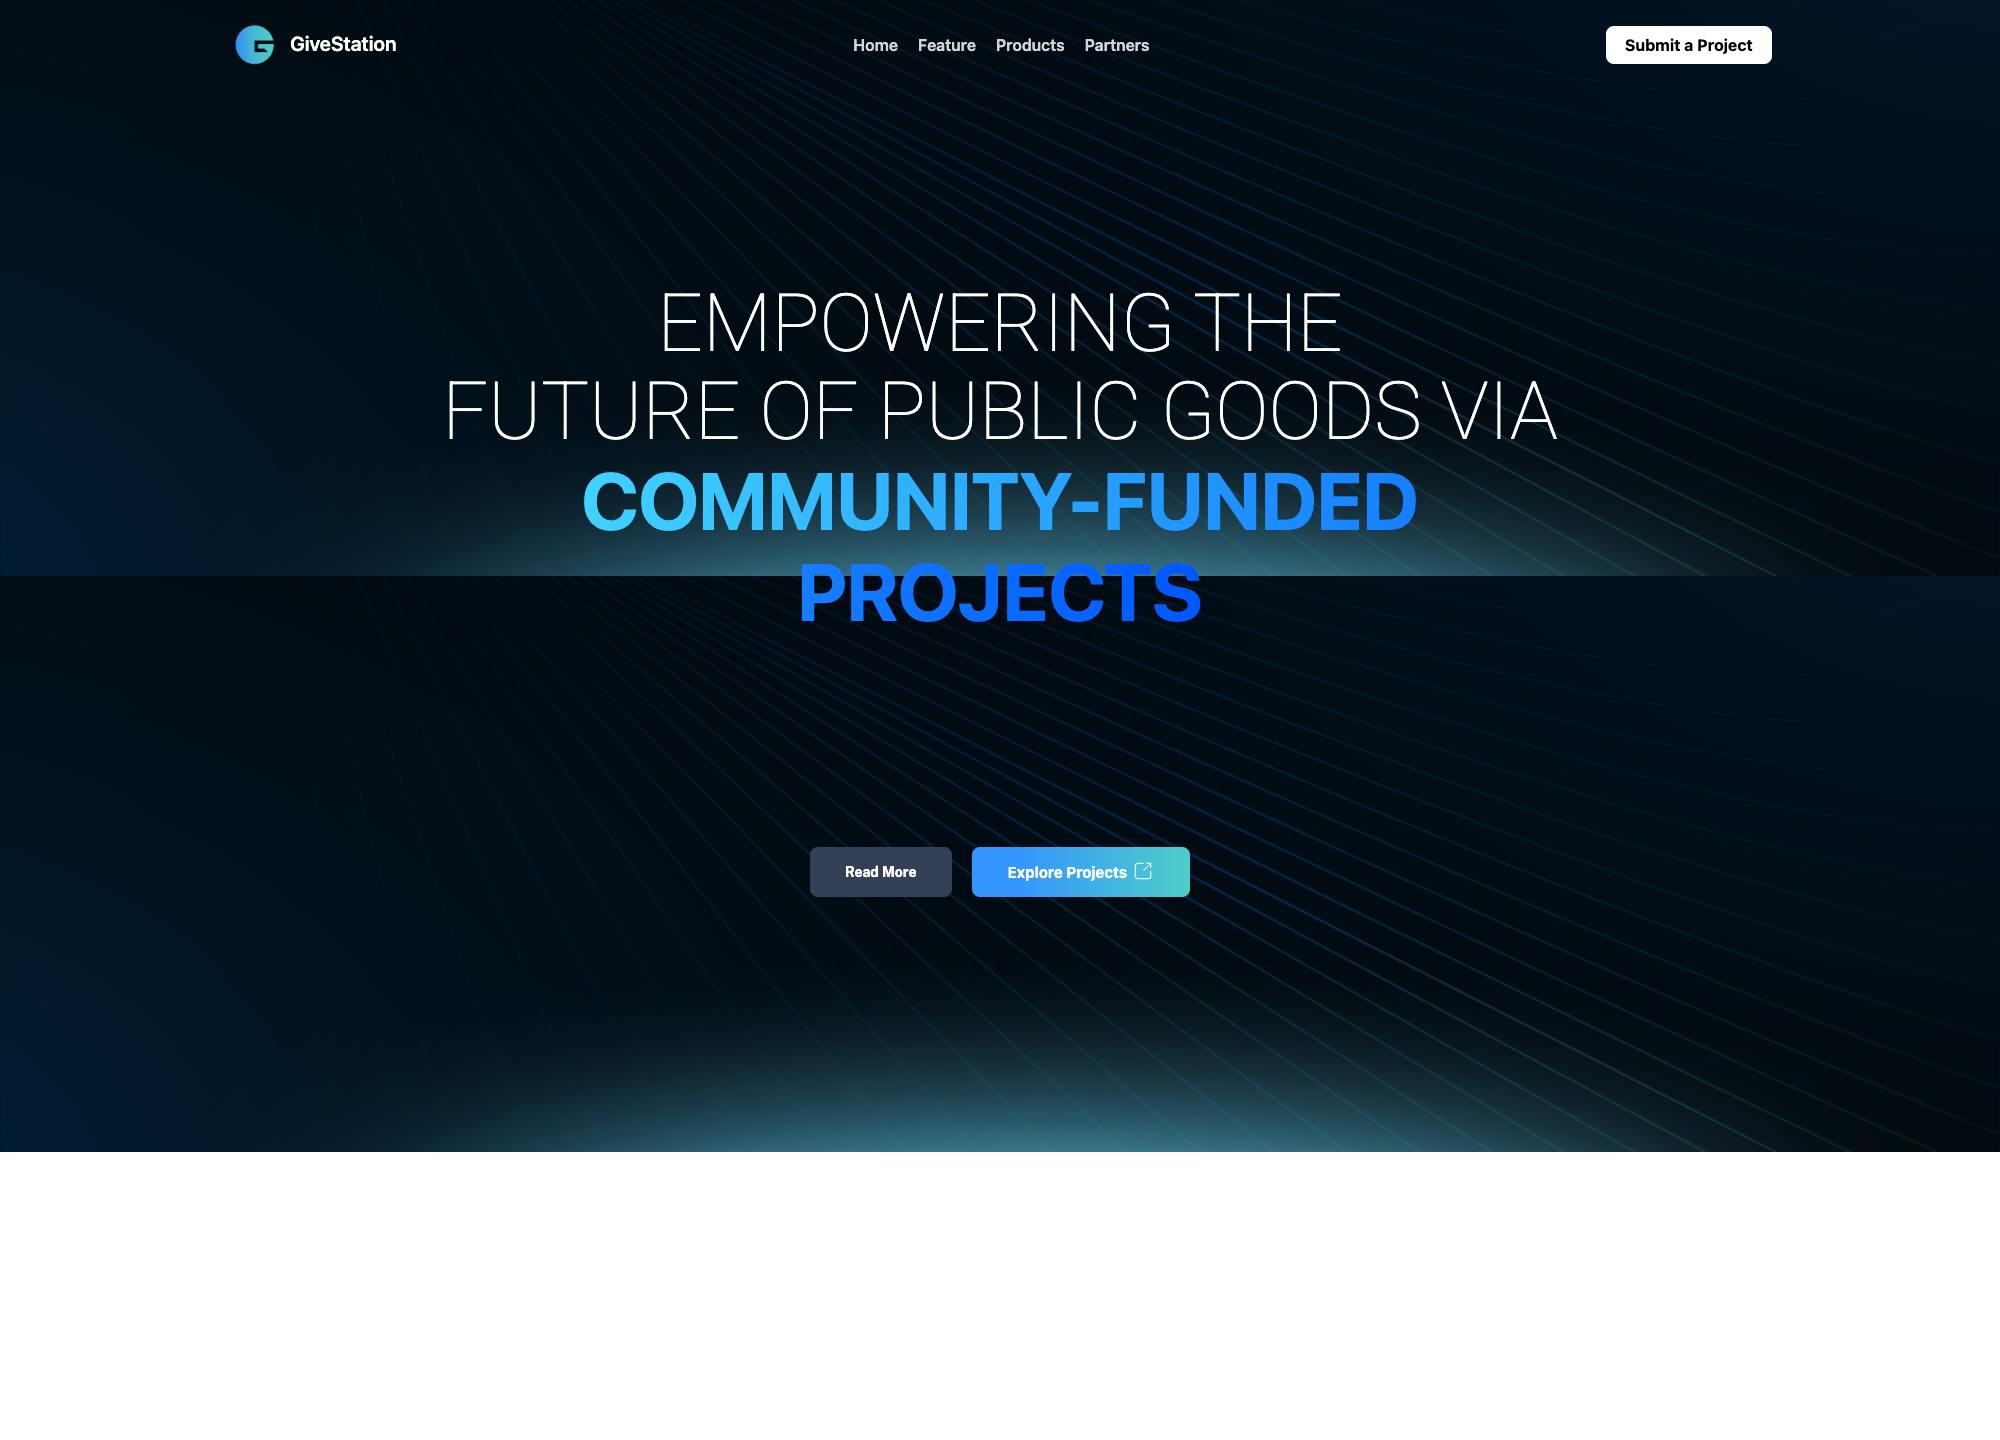 GiveStation
Home Feature Products Partners
Submit a Project
EMPOWERING THE
FUTURE OF PUBLIC GOODS VIA
COMMUNITY-FUNDED
PROJECTS
Read More
Explore Projects